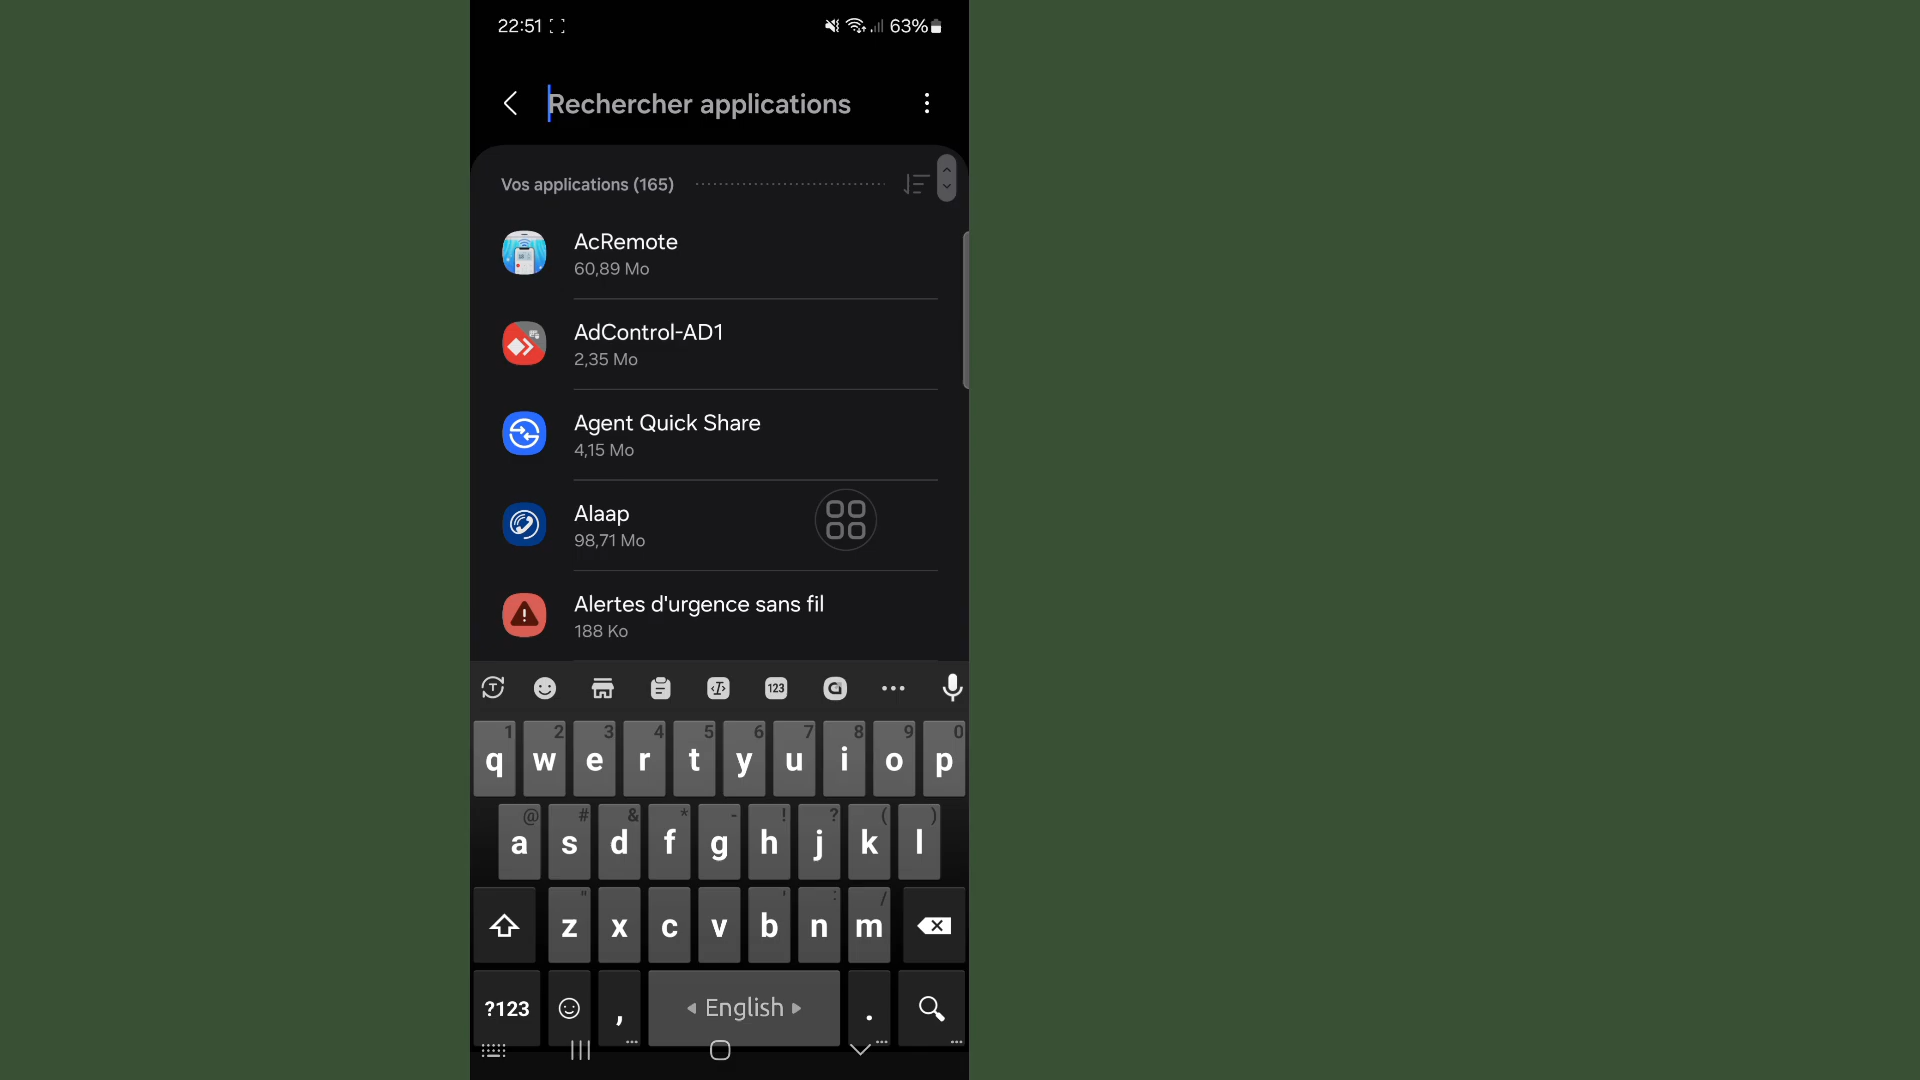 22:51 63%
Rechercher applications
Vos applications (165)
AcRemote
60,89 Mo
AdControl-AD1
2,35 Mo
Agent Quick Share
4,15 Mo
Alaap
98,71 Mo
Alertes d'urgence sans fil
188 Ko
T 123
1 2 3 4 5 6 7 8 9 0
q w e r t y u i o p
@ # & * - ! ? ( )
a s d f g h j k l
" ' : /
z x c v b n m
?123 , English .